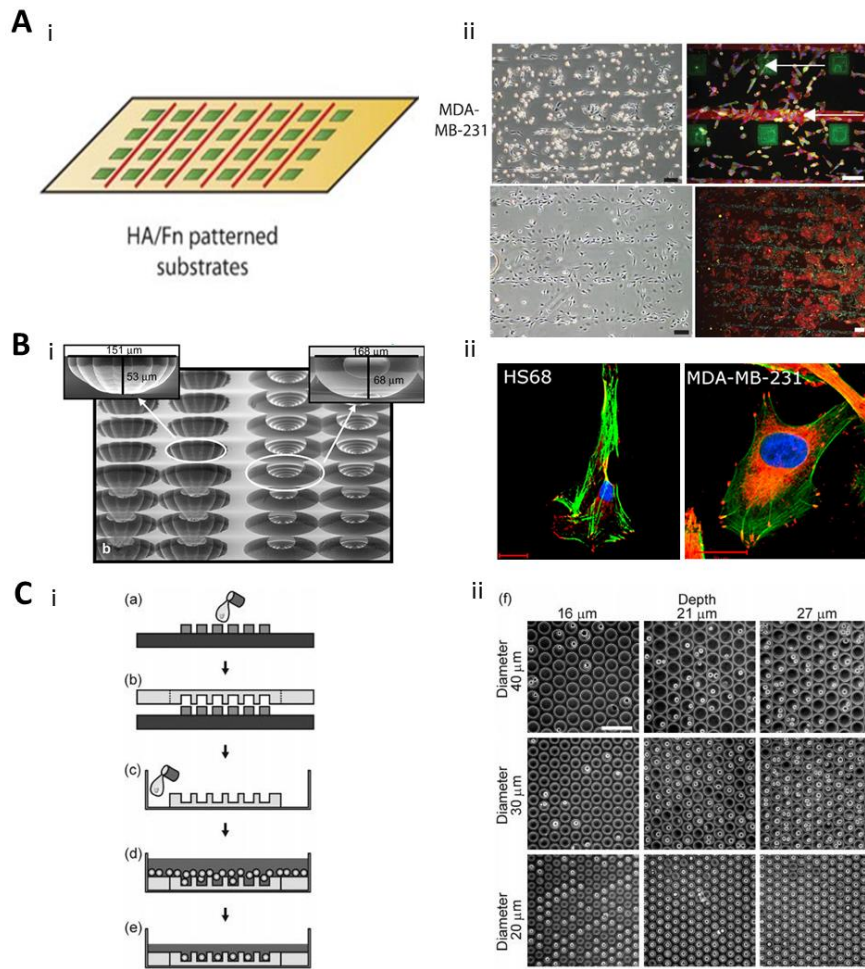 A
i
ii
MDA-
MB-231
HA/Fn patterned
substrates
B
i
151 μm
53 μm
168 μm
68 μm
b
ii
HS68
MDA-MB-231
C
i
(a)
(b)
(c)
(d)
(e)
ii
(f)
Depth
16 μm
21 μm
27 μm
Diameter
40 μm
Diameter
30 μm
Diameter
20 μm